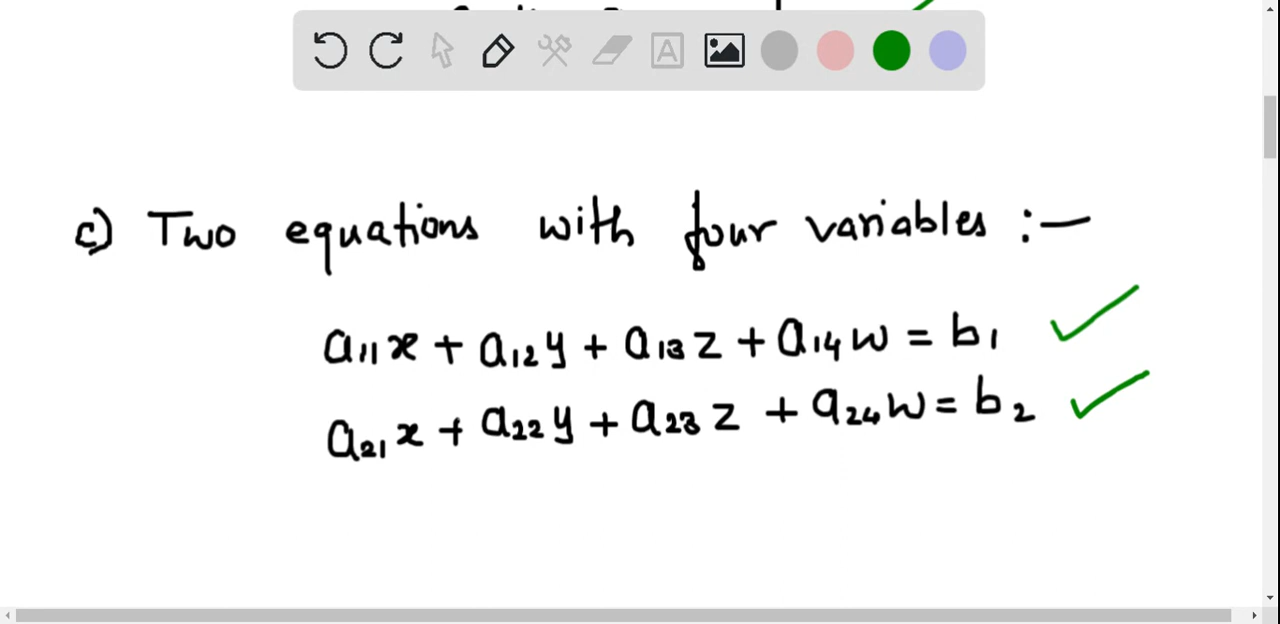 A
c) Two equations with four variables :—
a₁₁x + a₁₂y + a₁₃z + a₁₄w = b₁
a₂₁x + a₂₂y + a₂₃z + a₂₄w = b₂